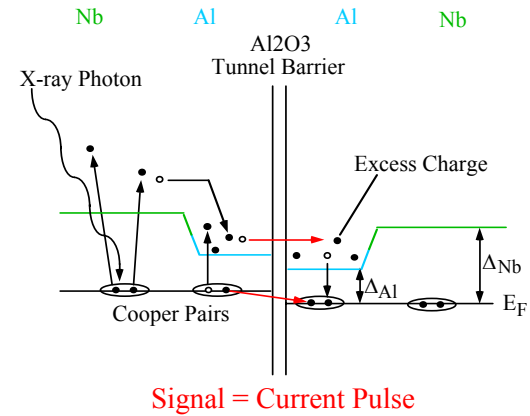 Nb Al Al Nb
Al2O3
Tunnel Barrier
X-ray Photon
Excess Charge
ΔNb
ΔAl
EF
Cooper Pairs
Signal = Current Pulse